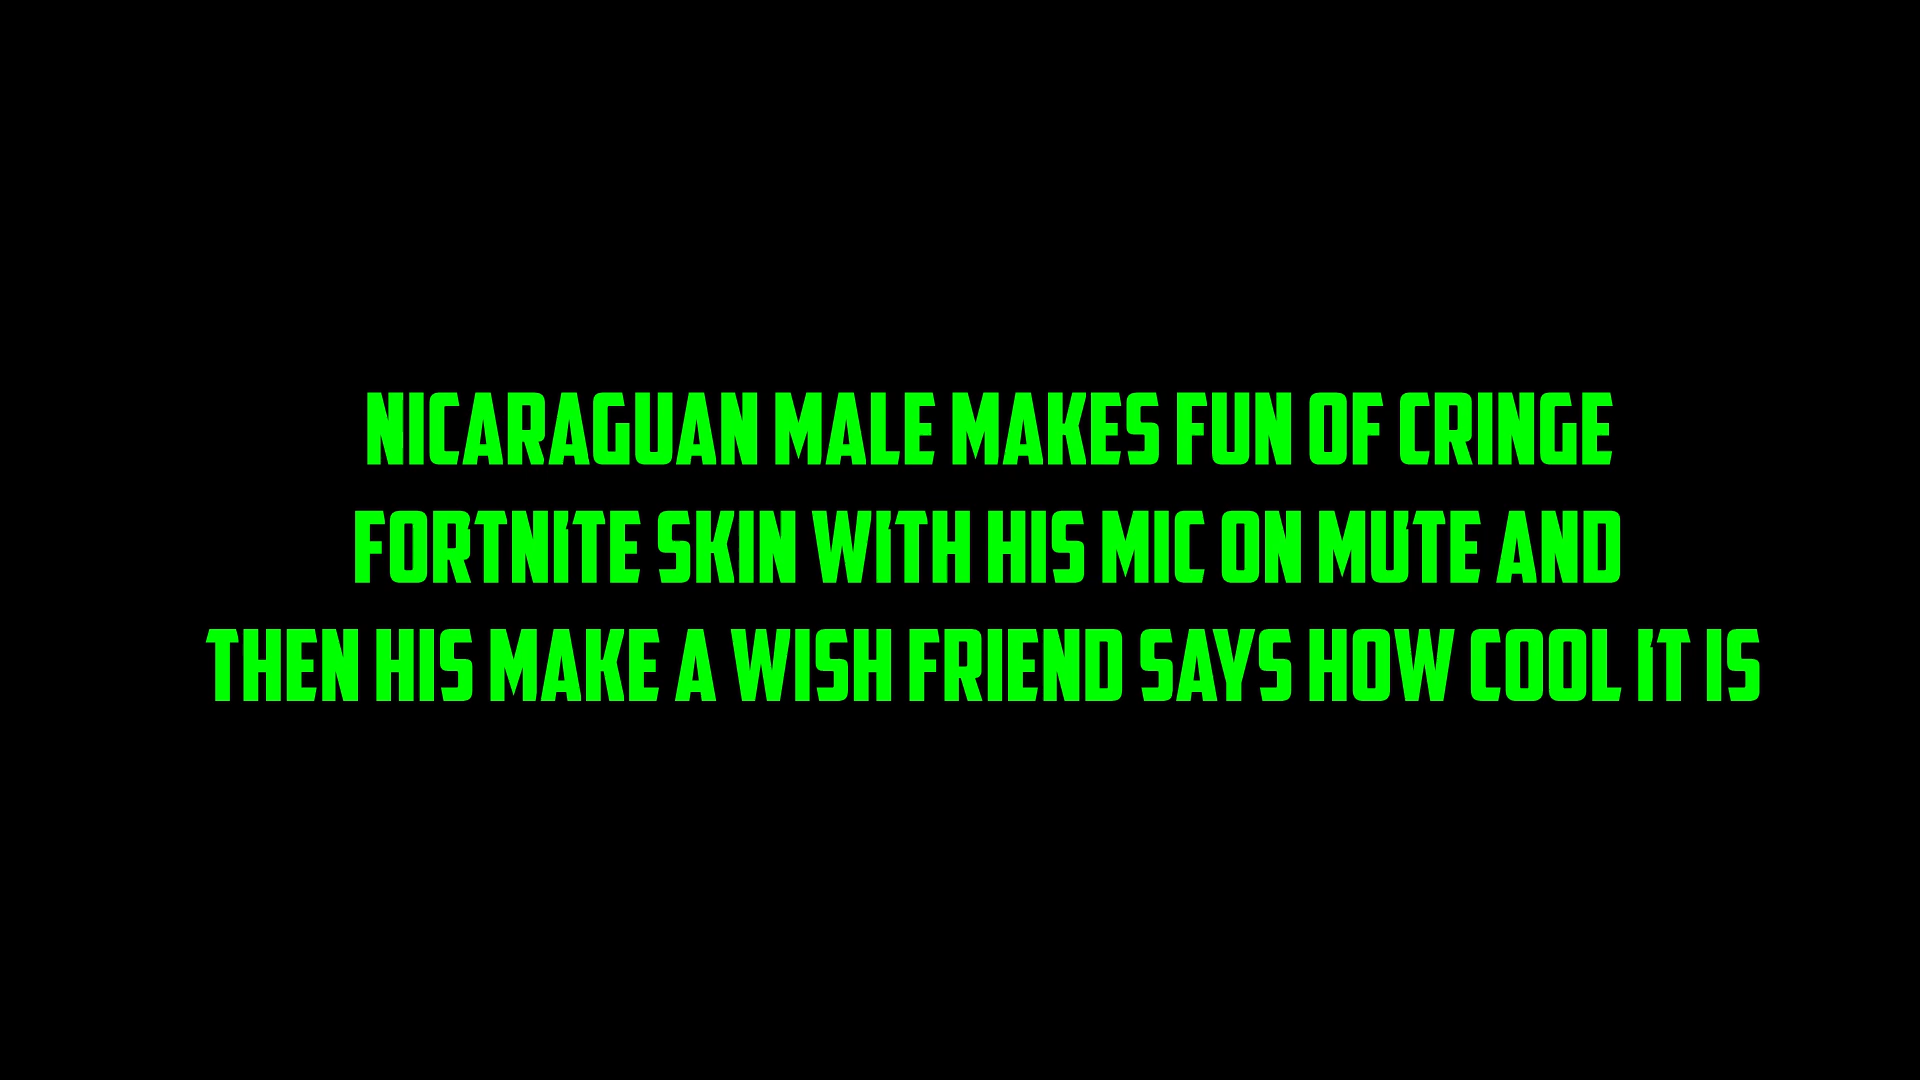 NICARAGUAN MALE MAKES FUN OF CRINGE
FORTNITE SKIN WITH HIS MIC ON MUTE AND
THEN HIS MAKE A WISH FRIEND SAYS HOW COOL IT IS